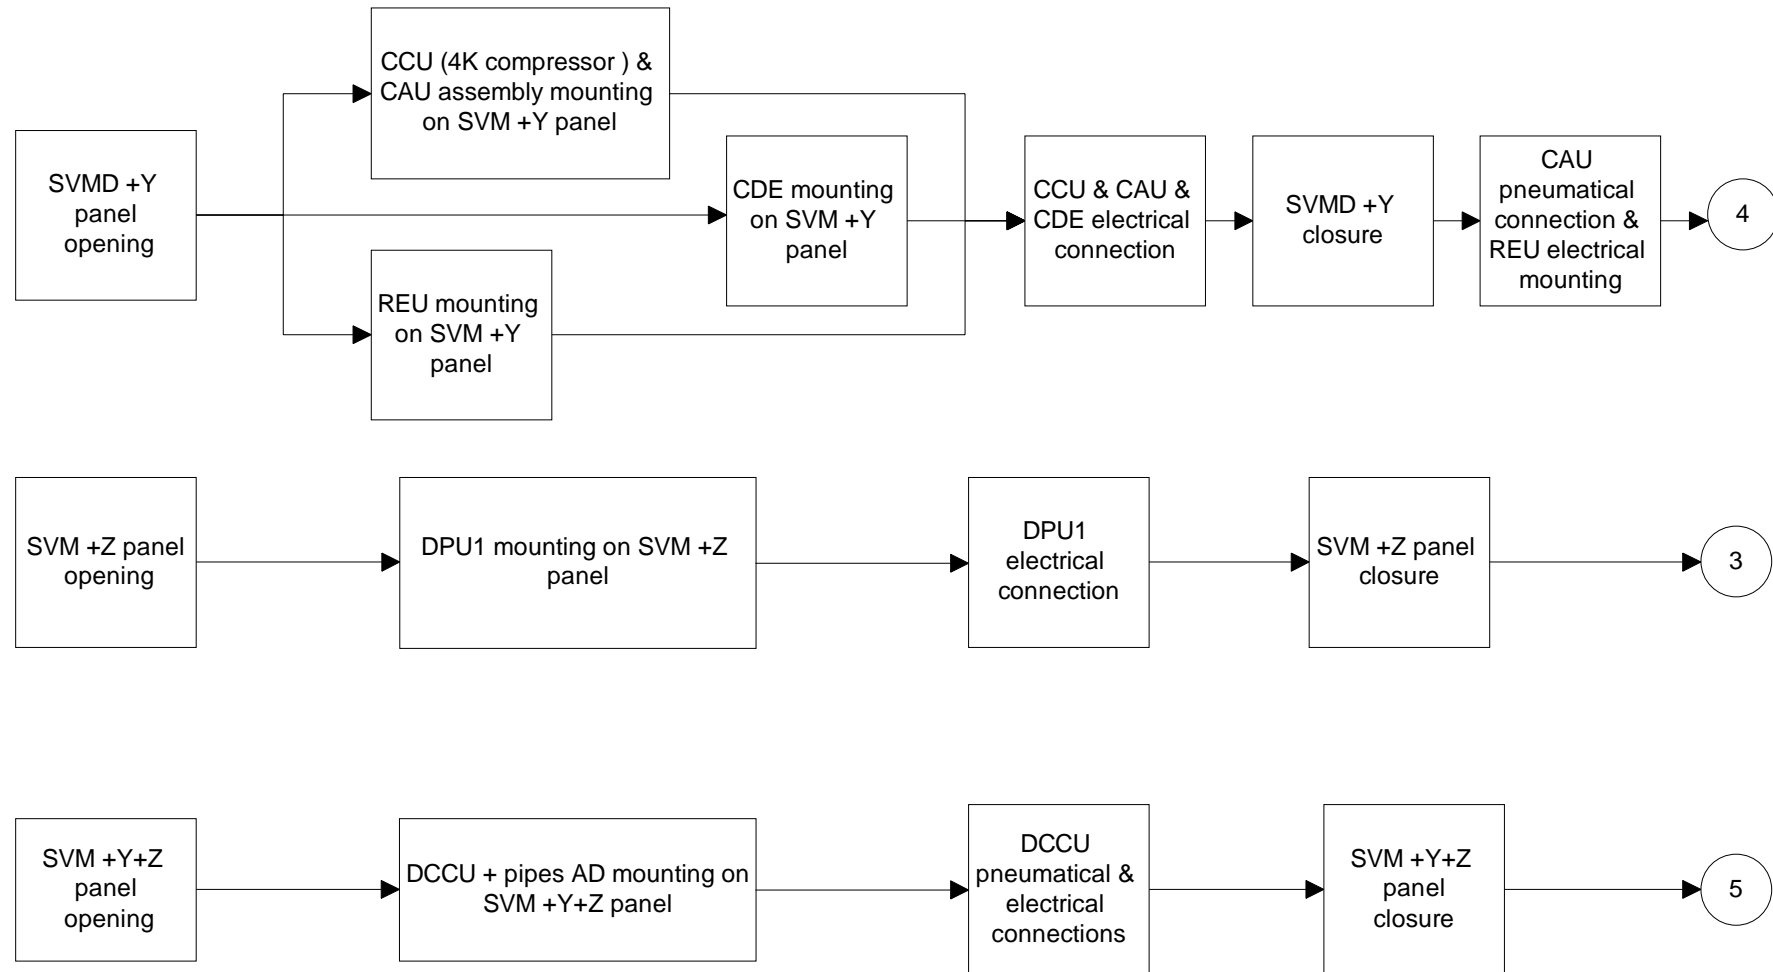 CCU (4K compressor ) &
CAU assembly mounting
on SVM +Y panel
SVMD +Y
panel
opening
CDE mounting
on SVM +Y
panel
REU mounting
on SVM +Y
panel
CCU & CAU &
CDE electrical
connection
SVMD +Y
closure
CAU
pneumatical
connection &
REU electrical
mounting
4
SVM +Z panel
opening
DPU1 mounting on SVM +Z
panel
DPU1
electrical
connection
SVM +Z panel
closure
3
SVM +Y+Z
panel
opening
DCCU + pipes AD mounting on
SVM +Y+Z panel
DCCU
pneumatical &
electrical
connections
SVM +Y+Z
panel
closure
5